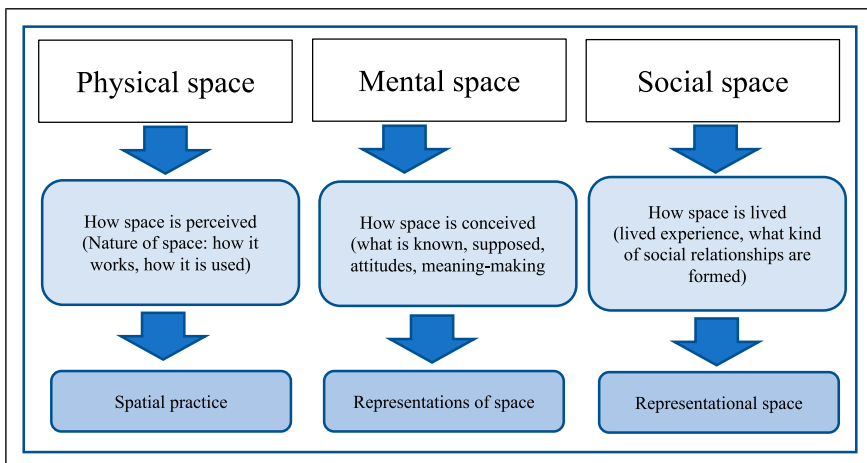 Physical space
Mental space
Social space
How space is perceived
(Nature of space: how it
works, how it is used)
How space is conceived
(what is known, supposed,
attitudes, meaning-making
How space is lived
(lived experience, what kind
of social relationships are
formed)
Spatial practice
Representations of space
Representational space